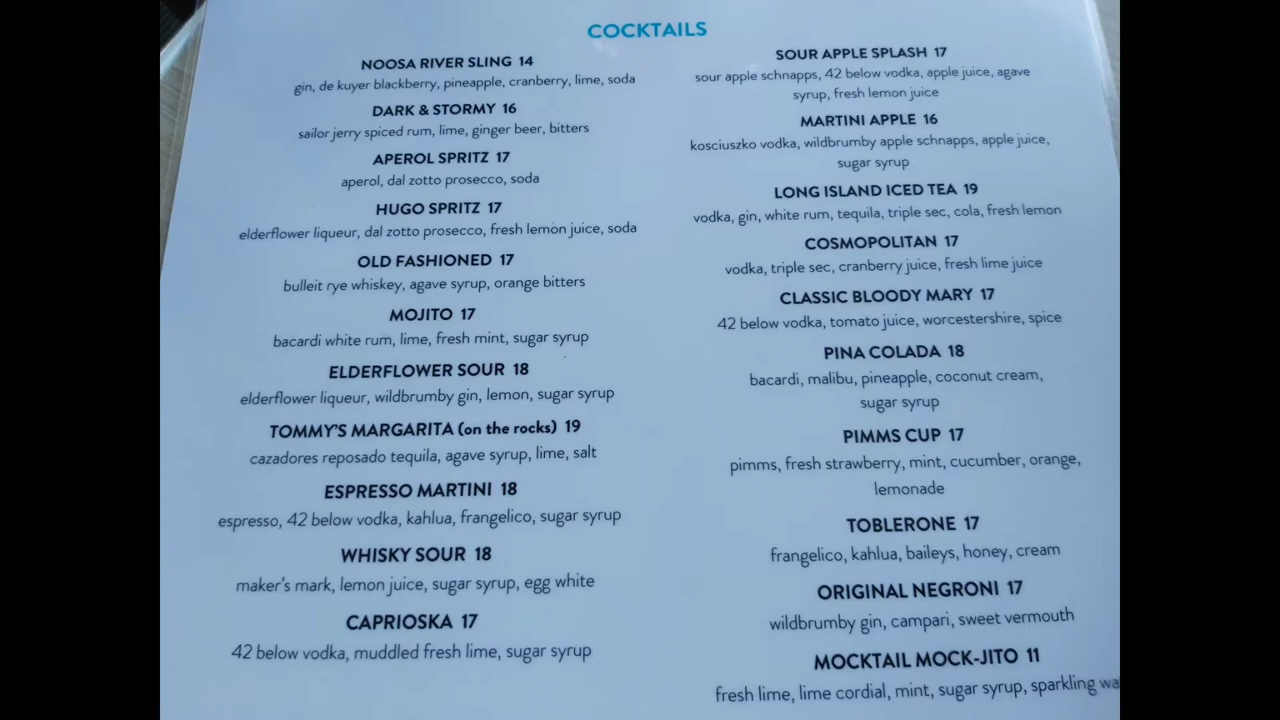 COCKTAILS
NOOSA RIVER SLING 14
gin, de kuyer blackberry, pineapple, cranberry, lime, soda
DARK & STORMY 16
sailor jerry spiced rum, lime, ginger beer, bitters
APEROL SPRITZ 17
aperol, dal zotto prosecco, soda
HUGO SPRITZ 17
elderflower liqueur, dal zotto prosecco, fresh lemon juice, soda
OLD FASHIONED 17
bulleit rye whiskey, agave syrup, orange bitters
MOJITO 17
bacardi white rum, lime, fresh mint, sugar syrup
ELDERFLOWER SOUR 18
elderflower liqueur, wildbrumby gin, lemon, sugar syrup
TOMMY'S MARGARITA (on the rocks) 19
cazadores reposado tequila, agave syrup, lime, salt
ESPRESSO MARTINI 18
espresso, 42 below vodka, kahlua, frangelico, sugar syrup
WHISKY SOUR 18
maker's mark, lemon juice, sugar syrup, egg white
CAPRIOSKA 17
42 below vodka, muddled fresh lime, sugar syrup
SOUR APPLE SPLASH 17
sour apple schnapps, 42 below vodka, apple juice, agave
syrup, fresh lemon juice
MARTINI APPLE 16
kosciuszko vodka, wildbrumby apple schnapps, apple juice,
sugar syrup
LONG ISLAND ICED TEA 19
vodka, gin, white rum, tequila, triple sec, cola, fresh lemon
COSMOPOLITAN 17
vodka, triple sec, cranberry juice, fresh lime juice
CLASSIC BLOODY MARY 17
42 below vodka, tomato juice, worcestershire, spice
PINA COLADA 18
bacardi, malibu, pineapple, coconut cream,
sugar syrup
PIMMS CUP 17
pimms, fresh strawberry, mint, cucumber, orange,
lemonade
TOBLERONE 17
frangelico, kahlua, baileys, honey, cream
ORIGINAL NEGRONI 17
wildbrumby gin, campari, sweet vermouth
MOCKTAIL MOCK-JITO 11
fresh lime, lime cordial, mint, sugar syrup, sparkling